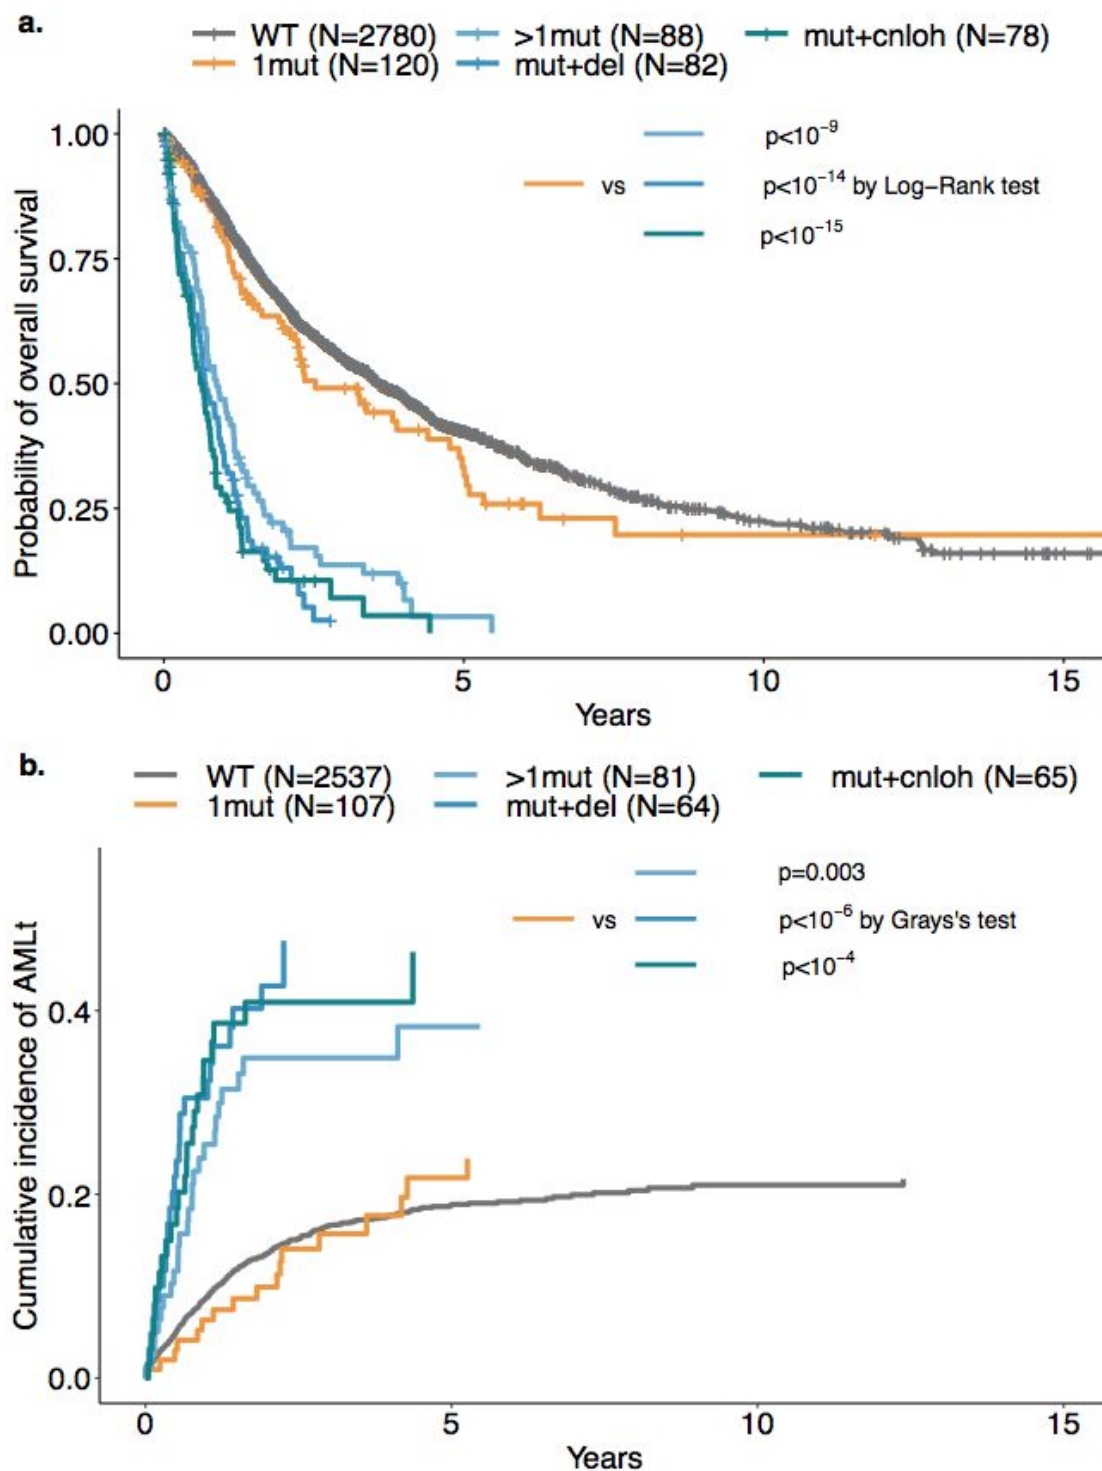 a.
WT (N=2780) >1mut (N=88) mut+cnloh (N=78)
1mut (N=120) mut+del (N=82)
p<10−9
vs p<10−14 by Log−Rank test
p<10−15
Probability of overall survival
1.00
0.75
0.50
0.25
0.00
0 5 10 15
Years
b.
WT (N=2537) >1mut (N=81) mut+cnloh (N=65)
1mut (N=107) mut+del (N=64)
p=0.003
vs p<10−6 by Grays's test
p<10−4
Cumulative incidence of AMLt
0.4
0.2
0.0
0 5 10 15
Years